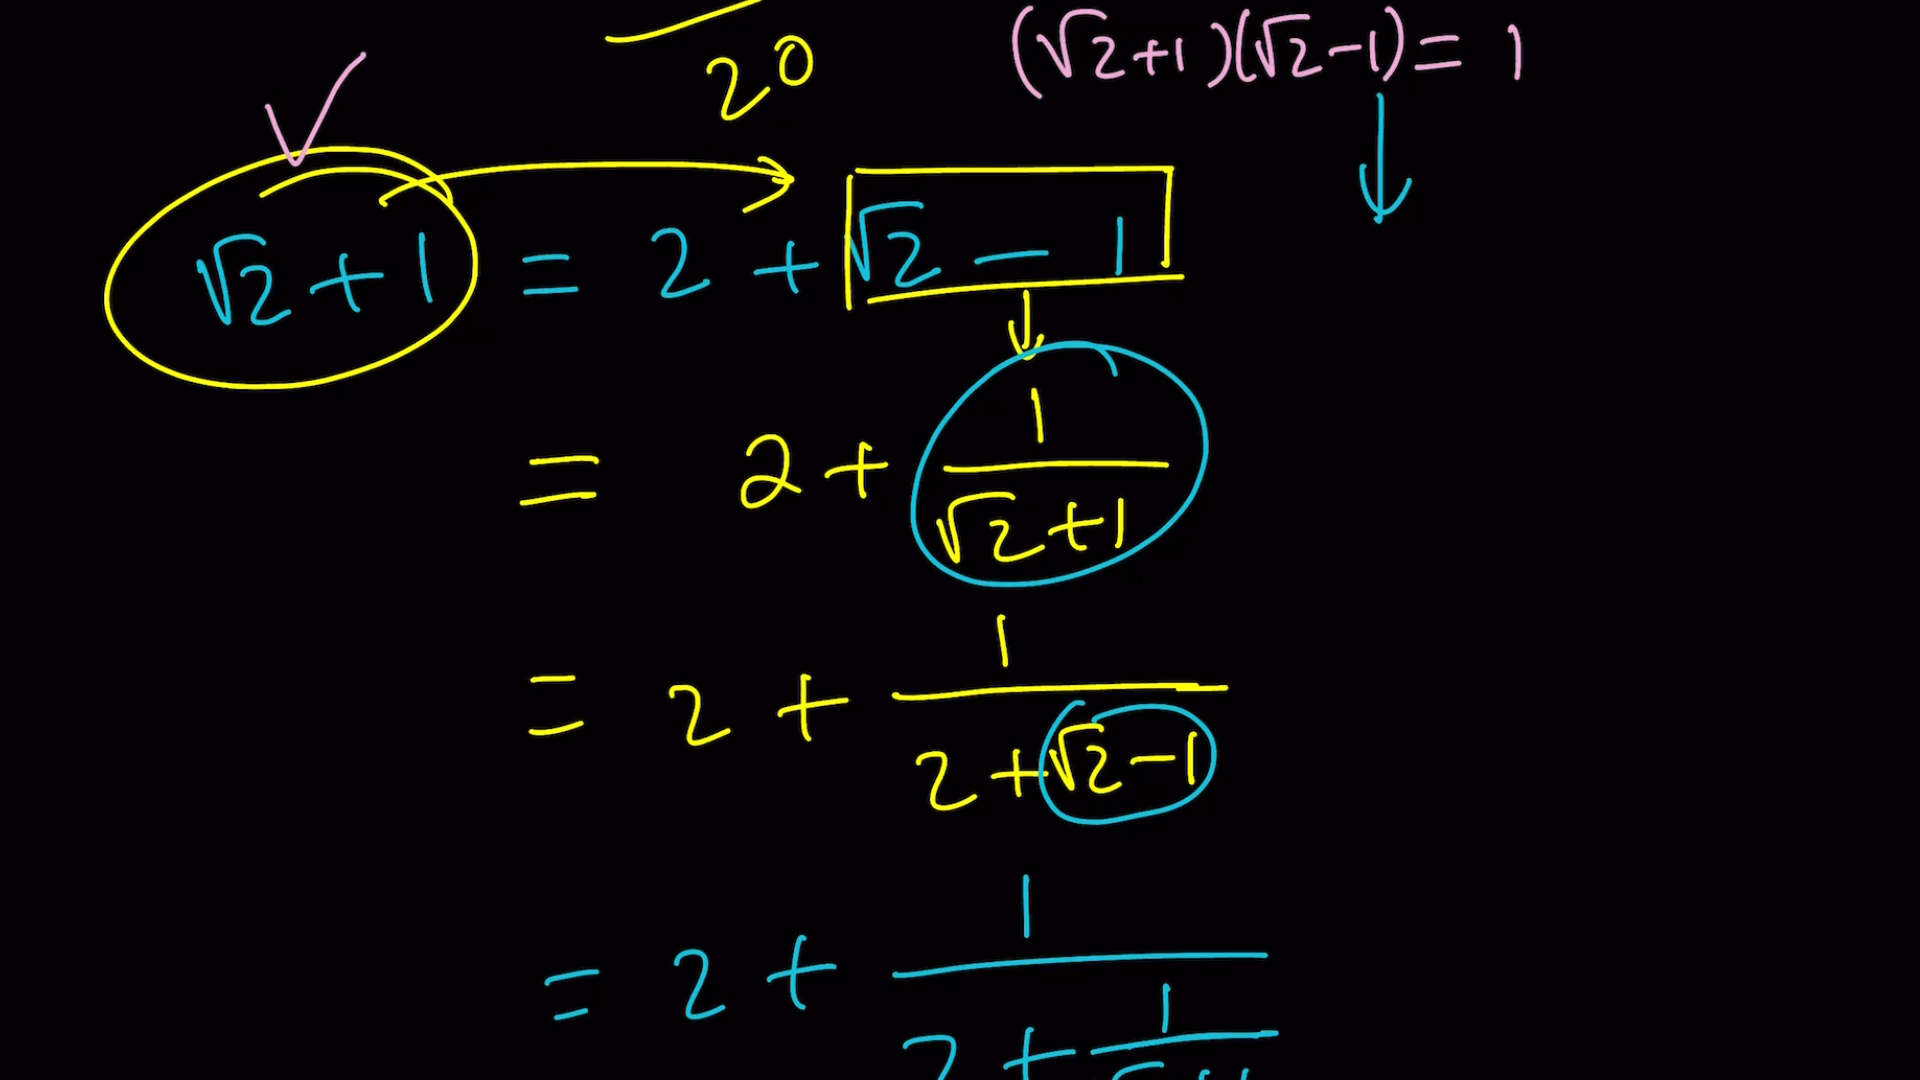 20
(√2+1)(√2-1)=1
√2+1 = 2 + √2 - 1
= 2 + 1/(√2+1)
= 2 + 1/(2+√2-1)
= 2 + 1/(2 + 1/